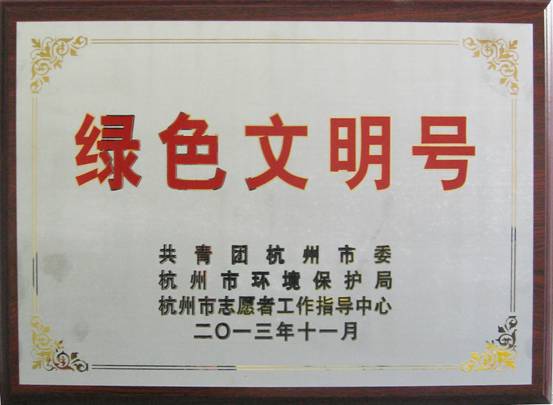 绿色文明号
共青团杭州市委
杭州市环境保护局
杭州市志愿者工作指导中心
二〇一三年十一月